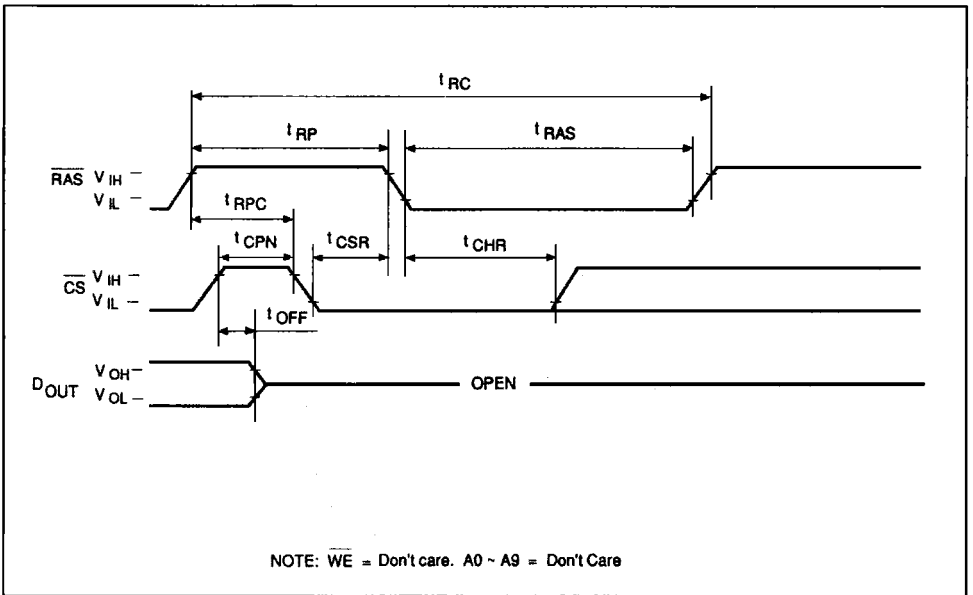 t RC
t RP
t RAS
RAS V IH
V IL
t RPC
t CPN
t CSR
t CHR
CS V IH
V IL
t OFF
V OH
D OUT
V OL
OPEN
NOTE: WE = Don't care. A0 ~ A9 = Don't Care